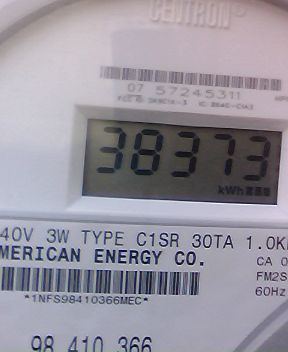 CENTRON®
07 57245311
38373
kWh
40V 3W TYPE C1SR 30TA 1.0K
MERICAN ENERGY CO.
CA 0
FM2S
60Hz
*1NFS98410366MEC*
98 410 366